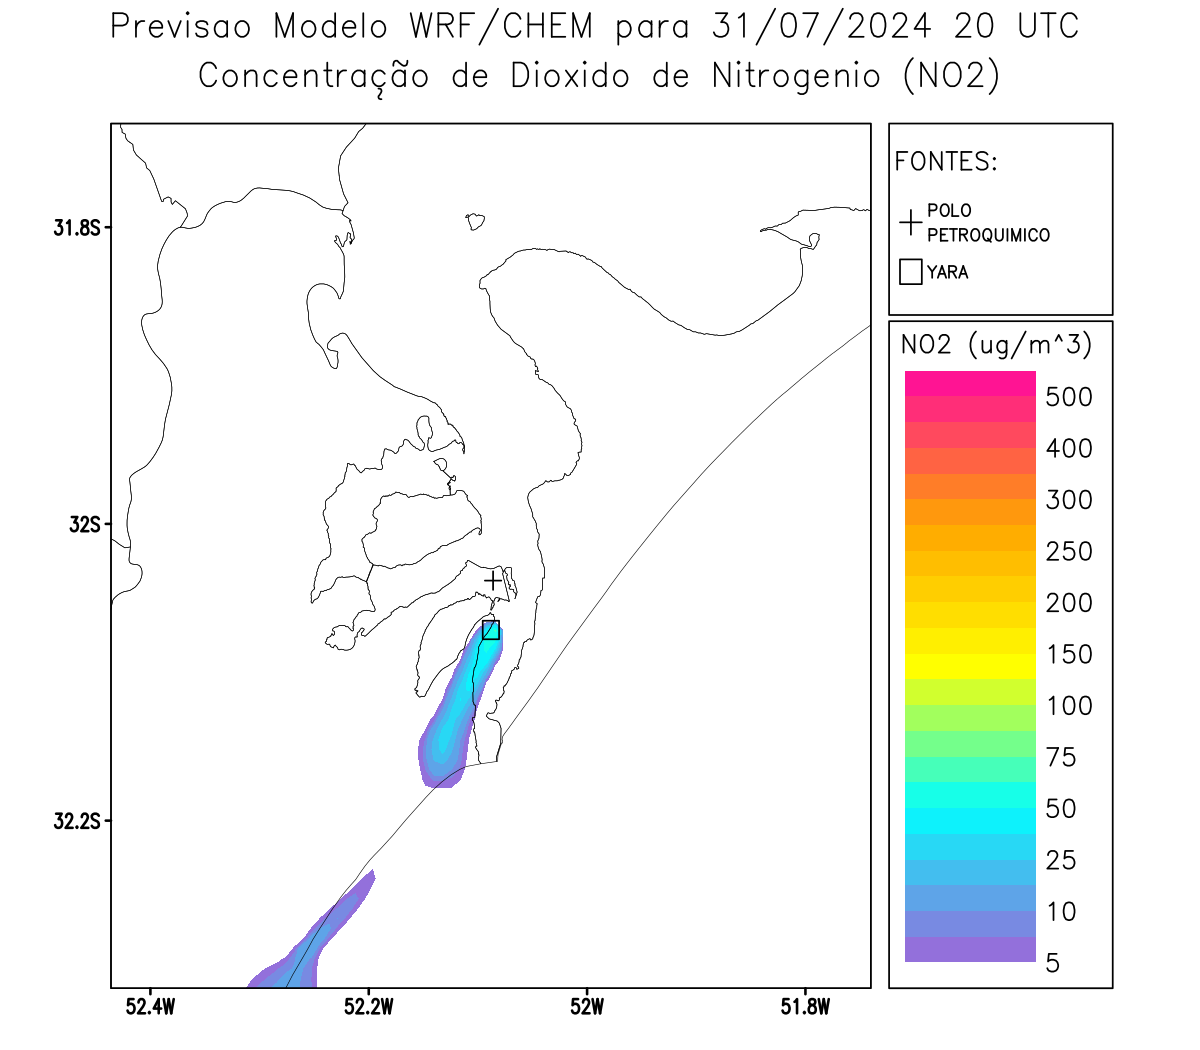 Previsao Modelo WRF/CHEM para 31/07/2024 20 UTC
Concentração de Dioxido de Nitrogenio (NO2)
FONTES:
POLO
PETROQUIMICO
YARA
NO2 (ug/m^3)
500
400
300
250
200
150
100
75
50
25
10
5
31.8S
32S
32.2S
52.4W
52.2W
52W
51.8W